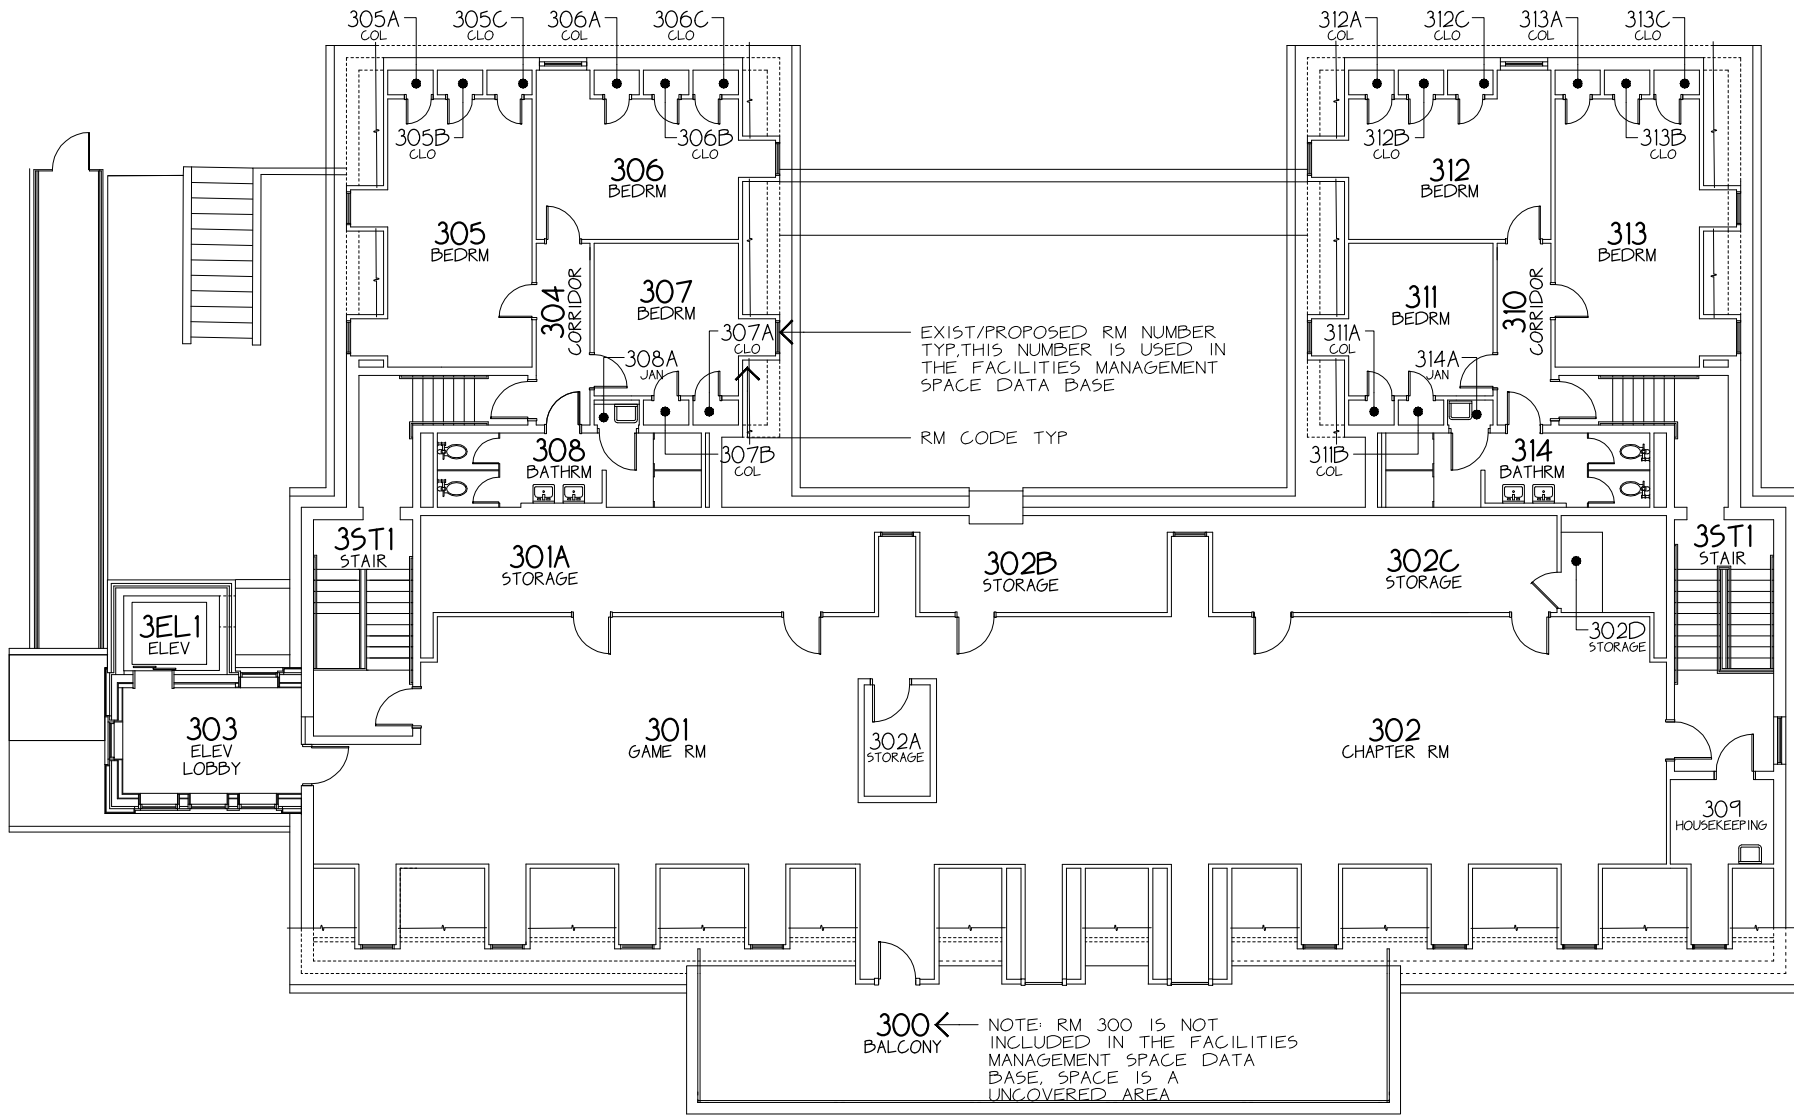 305A
COL
305C
CLO
306A
COL
306C
CLO
312A
COL
312C
CLO
313A
COL
313C
CLO
305B
CLO
306B
CLO
312B
CLO
313B
CLO
306
BEDRM
312
BEDRM
305
BEDRM
313
BEDRM
304
CORRIDOR
307
BEDRM
311
BEDRM
310
CORRIDOR
307A
CLO
308A
JAN
311A
COL
314A
JAN
EXIST/PROPOSED RM NUMBER
TYP,THIS NUMBER IS USED IN
THE FACILITIES MANAGEMENT
SPACE DATA BASE
RM CODE TYP
308
BATHRM
307B
COL
311B
COL
314
BATHRM
3ST1
STAIR
301A
STORAGE
302B
STORAGE
302C
STORAGE
3ST1
STAIR
3EL1
ELEV
302D
STORAGE
303
ELEV
LOBBY
301
GAME RM
302A
STORAGE
302
CHAPTER RM
309
HOUSEKEEPING
300
BALCONY
NOTE: RM 300 IS NOT
INCLUDED IN THE FACILITIES
MANAGEMENT SPACE DATA
BASE, SPACE IS A
UNCOVERED AREA